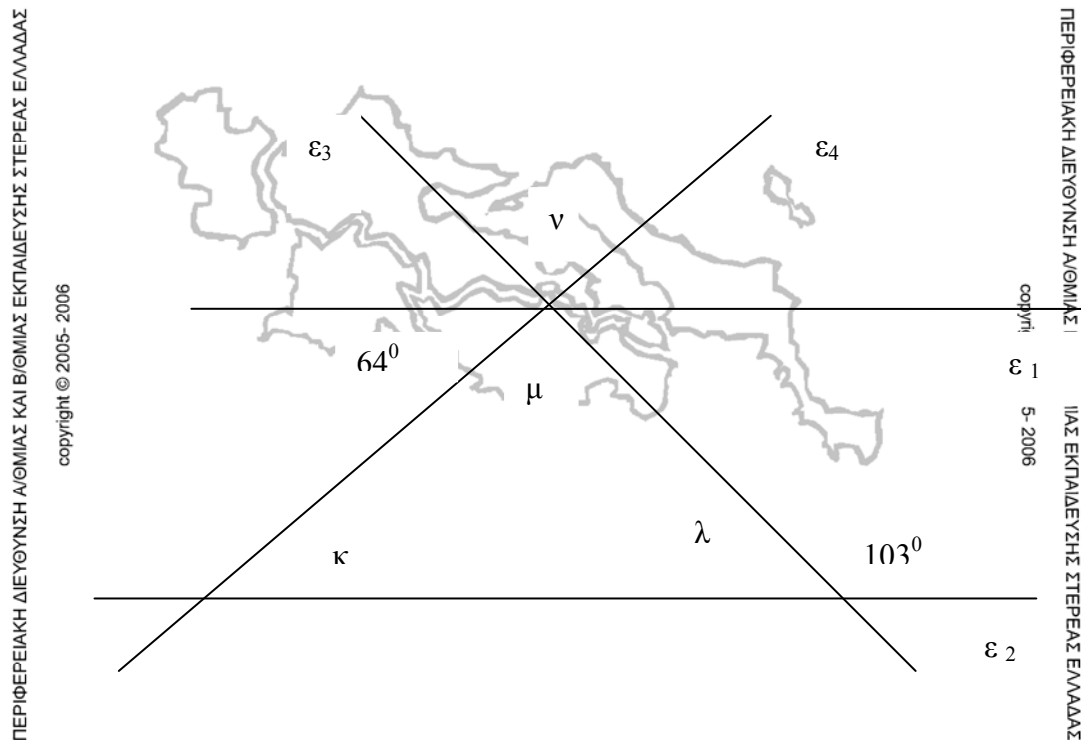 ΠΕΡΙΦΕΡΕΙΑΚΗ ΔΙΕΥΘΥΝΣΗ Α/ΘΜΙΑΣ ΚΑΙ Β/ΘΜΙΑΣ ΕΚΠΑΙΔΕΥΣΗΣ ΣΤΕΡΕΑΣ ΕΛΛΑΔΑΣ
copyright © 2005- 2006
ε3
ε4
ν
64⁰
μ
ε 1
κ
λ
103⁰
ε 2
copyri
5- 2006
ΠΕΡΙΦΕΡΕΙΑΚΗ ΔΙΕΥΘΥΝΣΗ Α/ΘΜΙΑΣ
ΕΚΠΑΙΔΕΥΣΗΣ ΣΤΕΡΕΑΣ ΕΛΛΑΔΑΣ